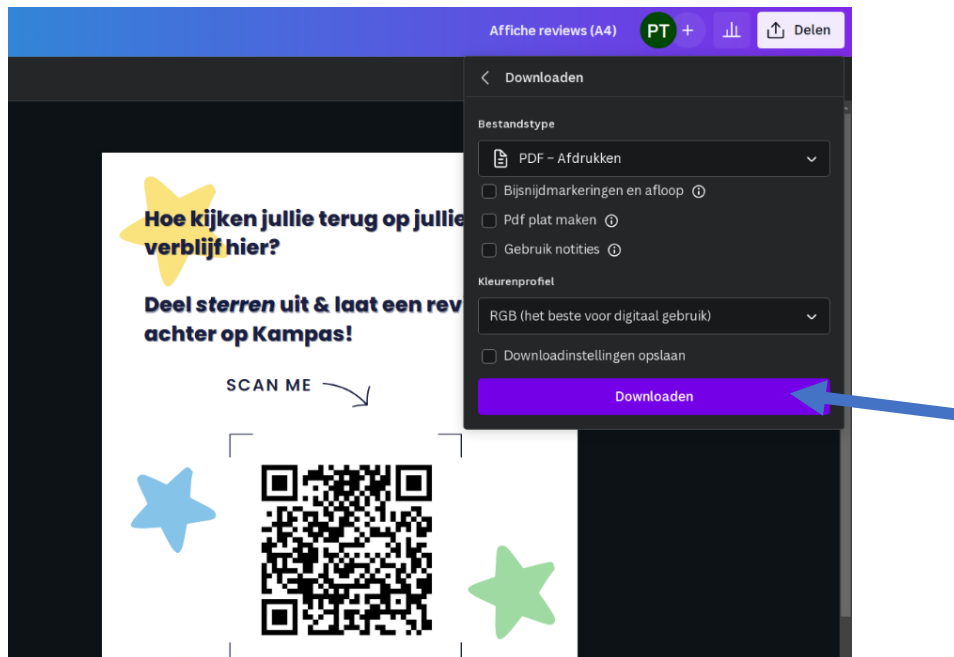 Affiche reviews (A4)
PT
+
Delen
Downloaden
Bestandstype
PDF – Afdrukken
Bijsnijdmarkeringen en afloop
Pdf plat maken
Gebruik notities
Kleurenprofiel
RGB (het beste voor digitaal gebruik)
Downloadinstellingen opslaan
Downloaden
Hoe kijken jullie terug op jullie
verblijf hier?
Deel sterren uit & laat een rev
achter op Kampas!
SCAN ME